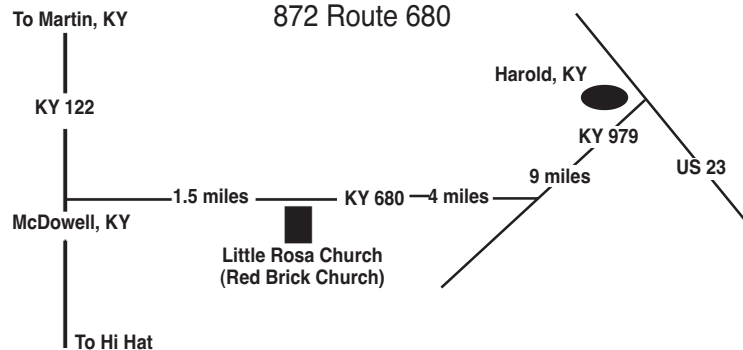 To Martin, KY
872 Route 680
Harold, KY
KY 122
KY 979
US 23
9 miles
1.5 miles
KY 680
4 miles
McDowell, KY
Little Rosa Church
(Red Brick Church)
To Hi Hat